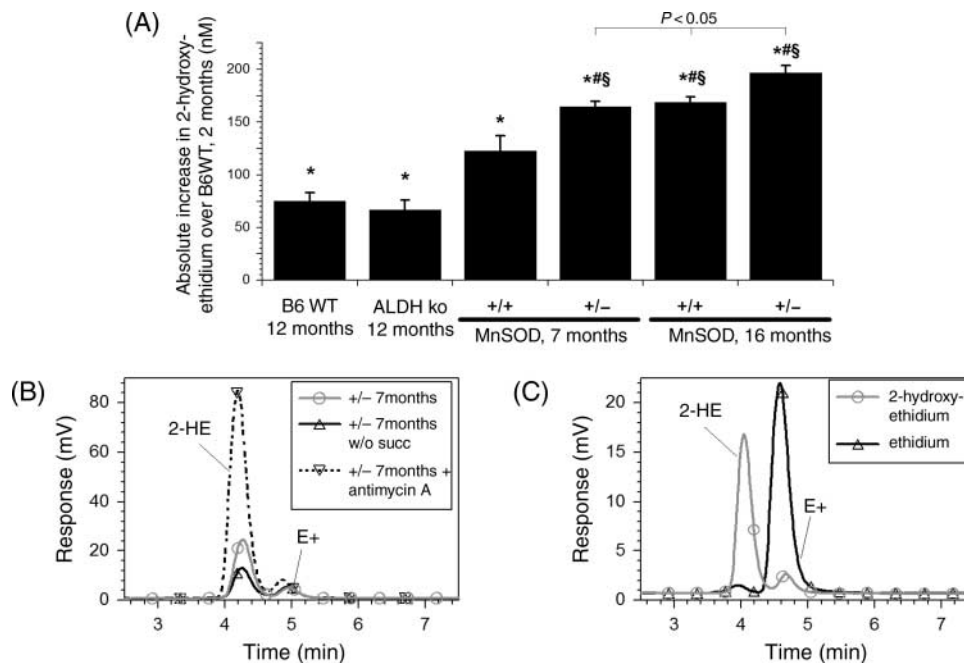 (A)
P < 0.05
Absolute increase in 2-hydroxy-
ethidium over B6WT, 2 months (nM)
200
150
100
50
0
*
*
*
*#§
*#§
*#§
B6 WT
12 months
ALDH ko
12 months
+/+
+/–
MnSOD, 7 months
+/+
+/–
MnSOD, 16 months
(B)
Response (mV)
80
60
40
20
0
2-HE
E+
+/– 7months
+/– 7months
w/o succ
+/– 7months +
antimycin A
3
4
5
6
7
Time (min)
(C)
Response (mV)
20
15
10
5
0
2-HE
E+
2-hydroxy-
ethidium
ethidium
3
4
5
6
7
Time (min)